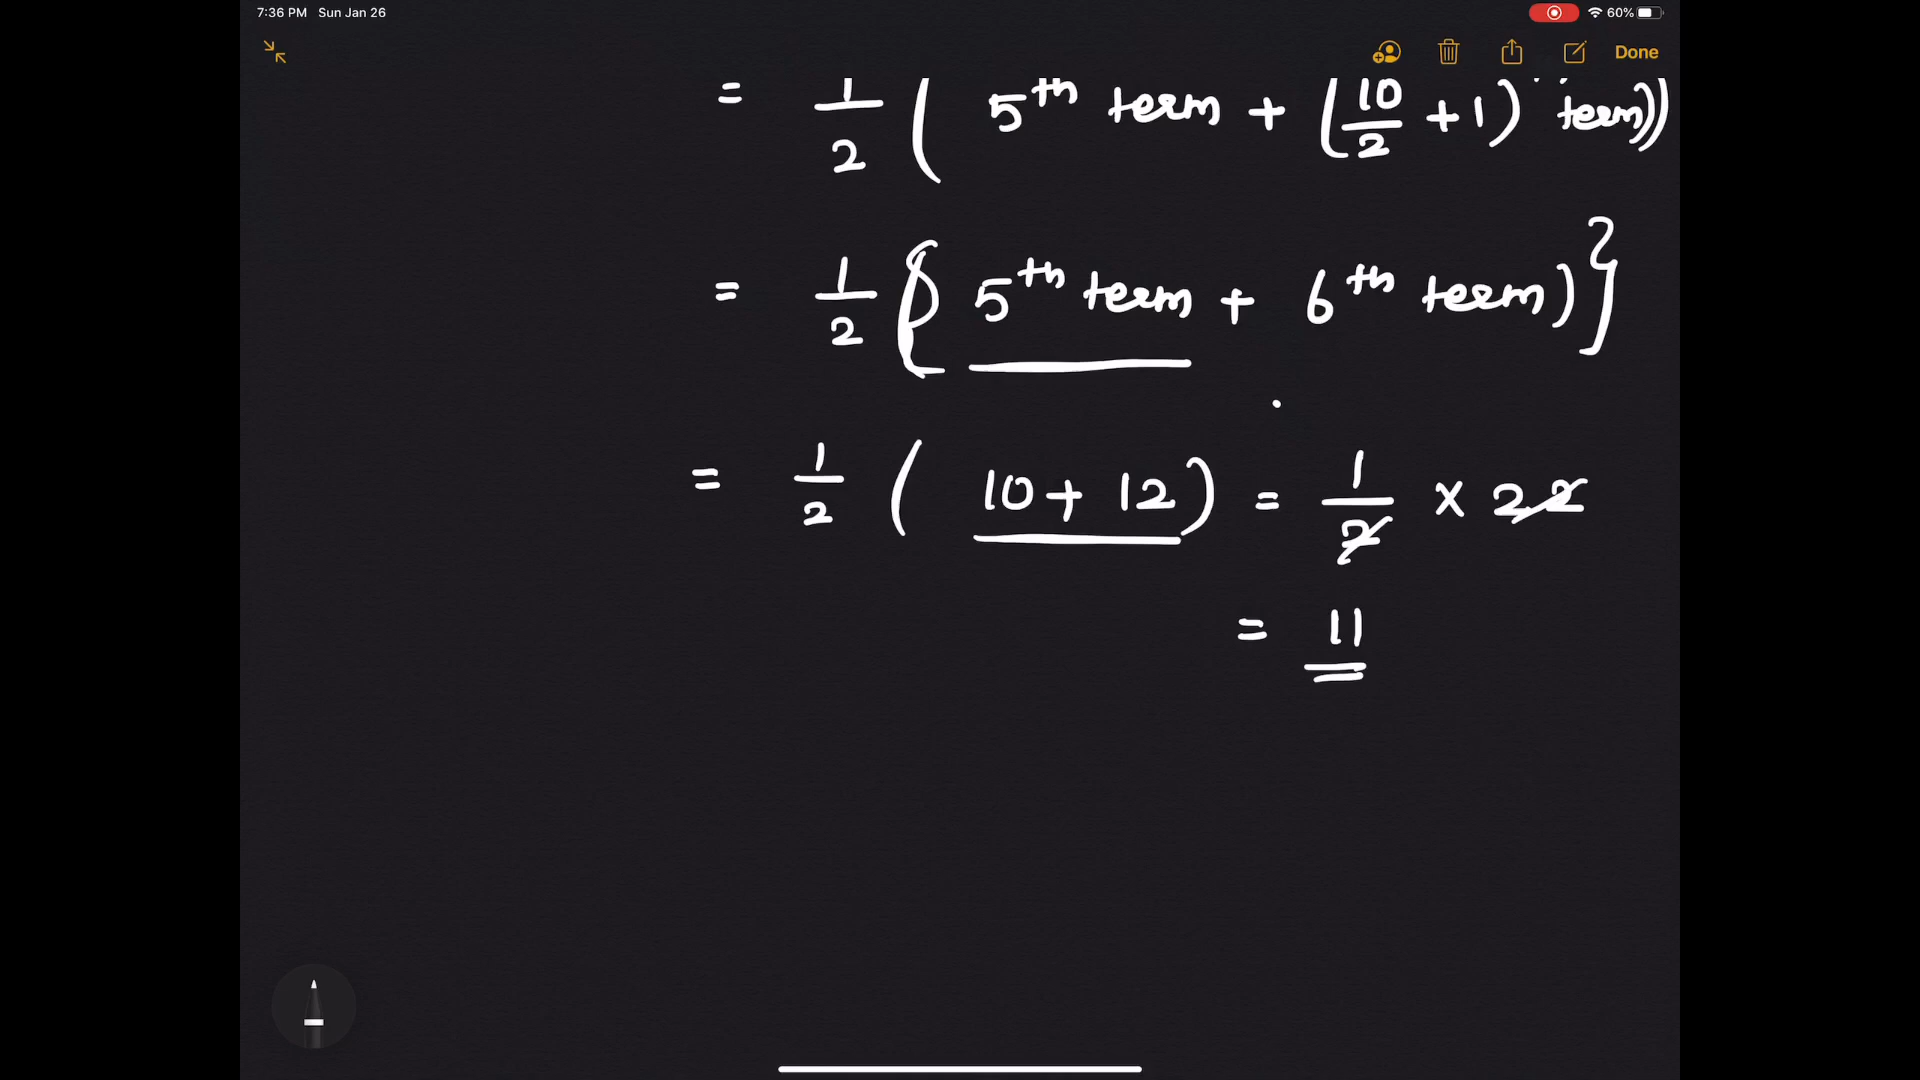 7:36 PM Sun Jan 26 60%
Done
= 1/2 ( 5th term + (10/2 + 1) term))
= 1/2 {( 5th term + 6th term)}
= 1/2 ( 10 + 12) = 1/2 × 22
= 11